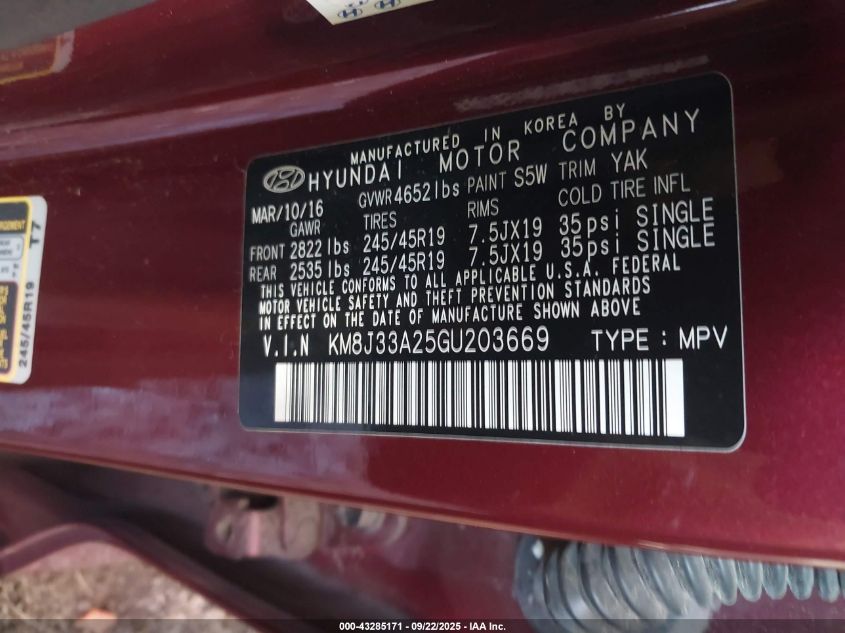 MANUFACTURED IN KOREA BY
HYUNDAI MOTOR COMPANY
MAR/10/16 GVWR 4652 lbs PAINT S5W TRIM YAK
GAWR TIRES RIMS COLD TIRE INFL
FRONT 2822 lbs 245/45R19 7.5JX19 35 psi SINGLE
REAR 2535 lbs 245/45R19 7.5JX19 35 psi SINGLE
THIS VEHICLE CONFORMS TO ALL APPLICABLE U.S.A. FEDERAL
MOTOR VEHICLE SAFETY AND THEFT PREVENTION STANDARDS
IN EFFECT ON THE DATE OF MANUFACTURE SHOWN ABOVE
V.I.N KM8J33A25GU203669 TYPE : MPV
245/45R19 T7
000-43285171 - 09/22/2025 - IAA Inc.